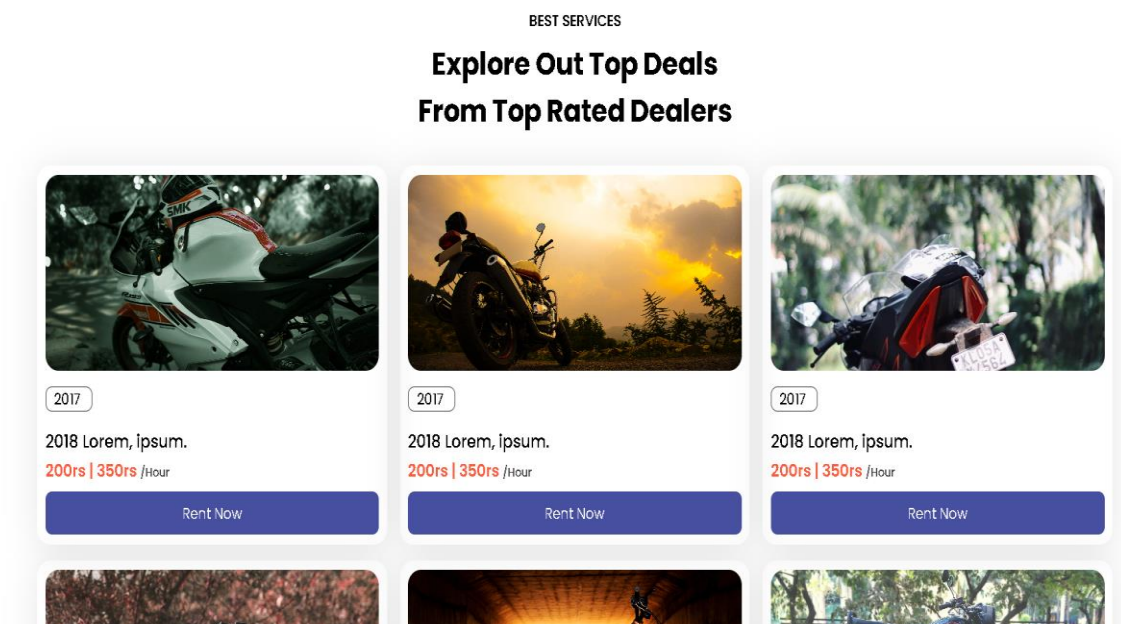 BEST SERVICES
Explore Out Top Deals
From Top Rated Dealers
SMK
2017
2018 Lorem, ipsum.
200rs | 350rs /Hour
Rent Now
2017
2018 Lorem, ipsum.
200rs | 350rs /Hour
Rent Now
2017
2018 Lorem, ipsum.
200rs | 350rs /Hour
Rent Now